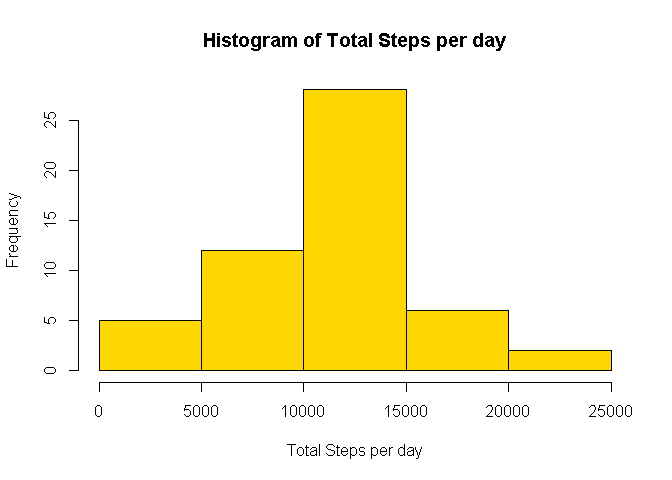 Histogram of Total Steps per day
Frequency
25
20
15
10
5
0
0 5000 10000 15000 20000 25000
Total Steps per day